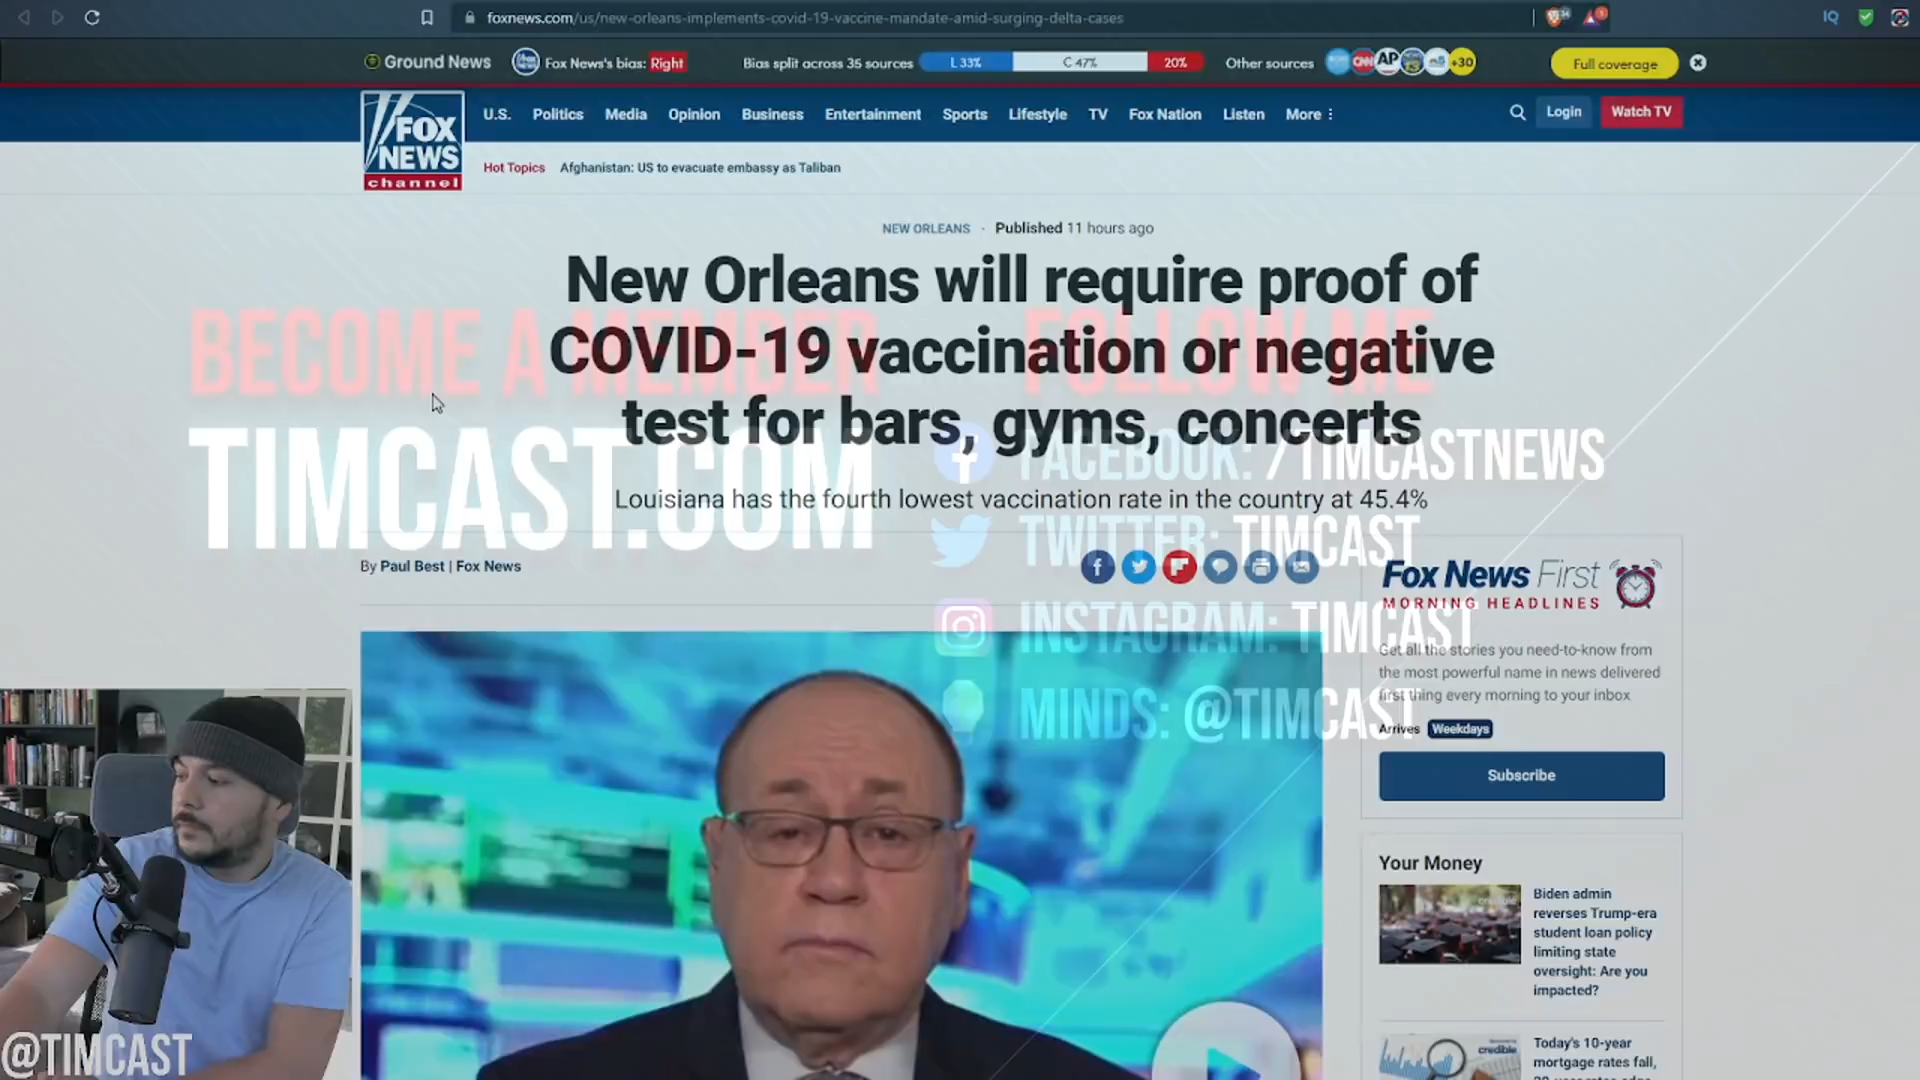 foxnews.com/us/new-orleans-implements-covid-19-vaccine-mandate-amid-surging-delta-cases
IQ
Ground News
Fox News's bias: Right
Bias split across 35 sources
L 33%
C 47%
20%
Other sources
CNN
AP
+30
Full coverage
FOX
NEWS
channel
U.S.
Politics
Media
Opinion
Business
Entertainment
Sports
Lifestyle
TV
Fox Nation
Listen
More
Login
Watch TV
Hot Topics
Afghanistan: US to evacuate embassy as Taliban
NEW ORLEANS - Published 11 hours ago
New Orleans will require proof of
COVID-19 vaccination or negative
test for bars, gyms, concerts
Louisiana has the fourth lowest vaccination rate in the country at 45.4%
By Paul Best | Fox News
BECOME A MEMBER
TIMCAST.COM
FOLLOW ME
FACEBOOK: /TIMCASTNEWS
TWITTER: TIMCAST
INSTAGRAM: TIMCAST
MINDS: @TIMCAST
Fox News First
MORNING HEADLINES
Get all the stories you need-to-know from
the most powerful name in news delivered
first thing every morning to your inbox
Arrives Weekdays
Subscribe
Your Money
Biden admin
reverses Trump-era
student loan policy
limiting state
oversight: Are you
impacted?
credible
Today's 10-year
mortgage rates fall,
@TIMCAST